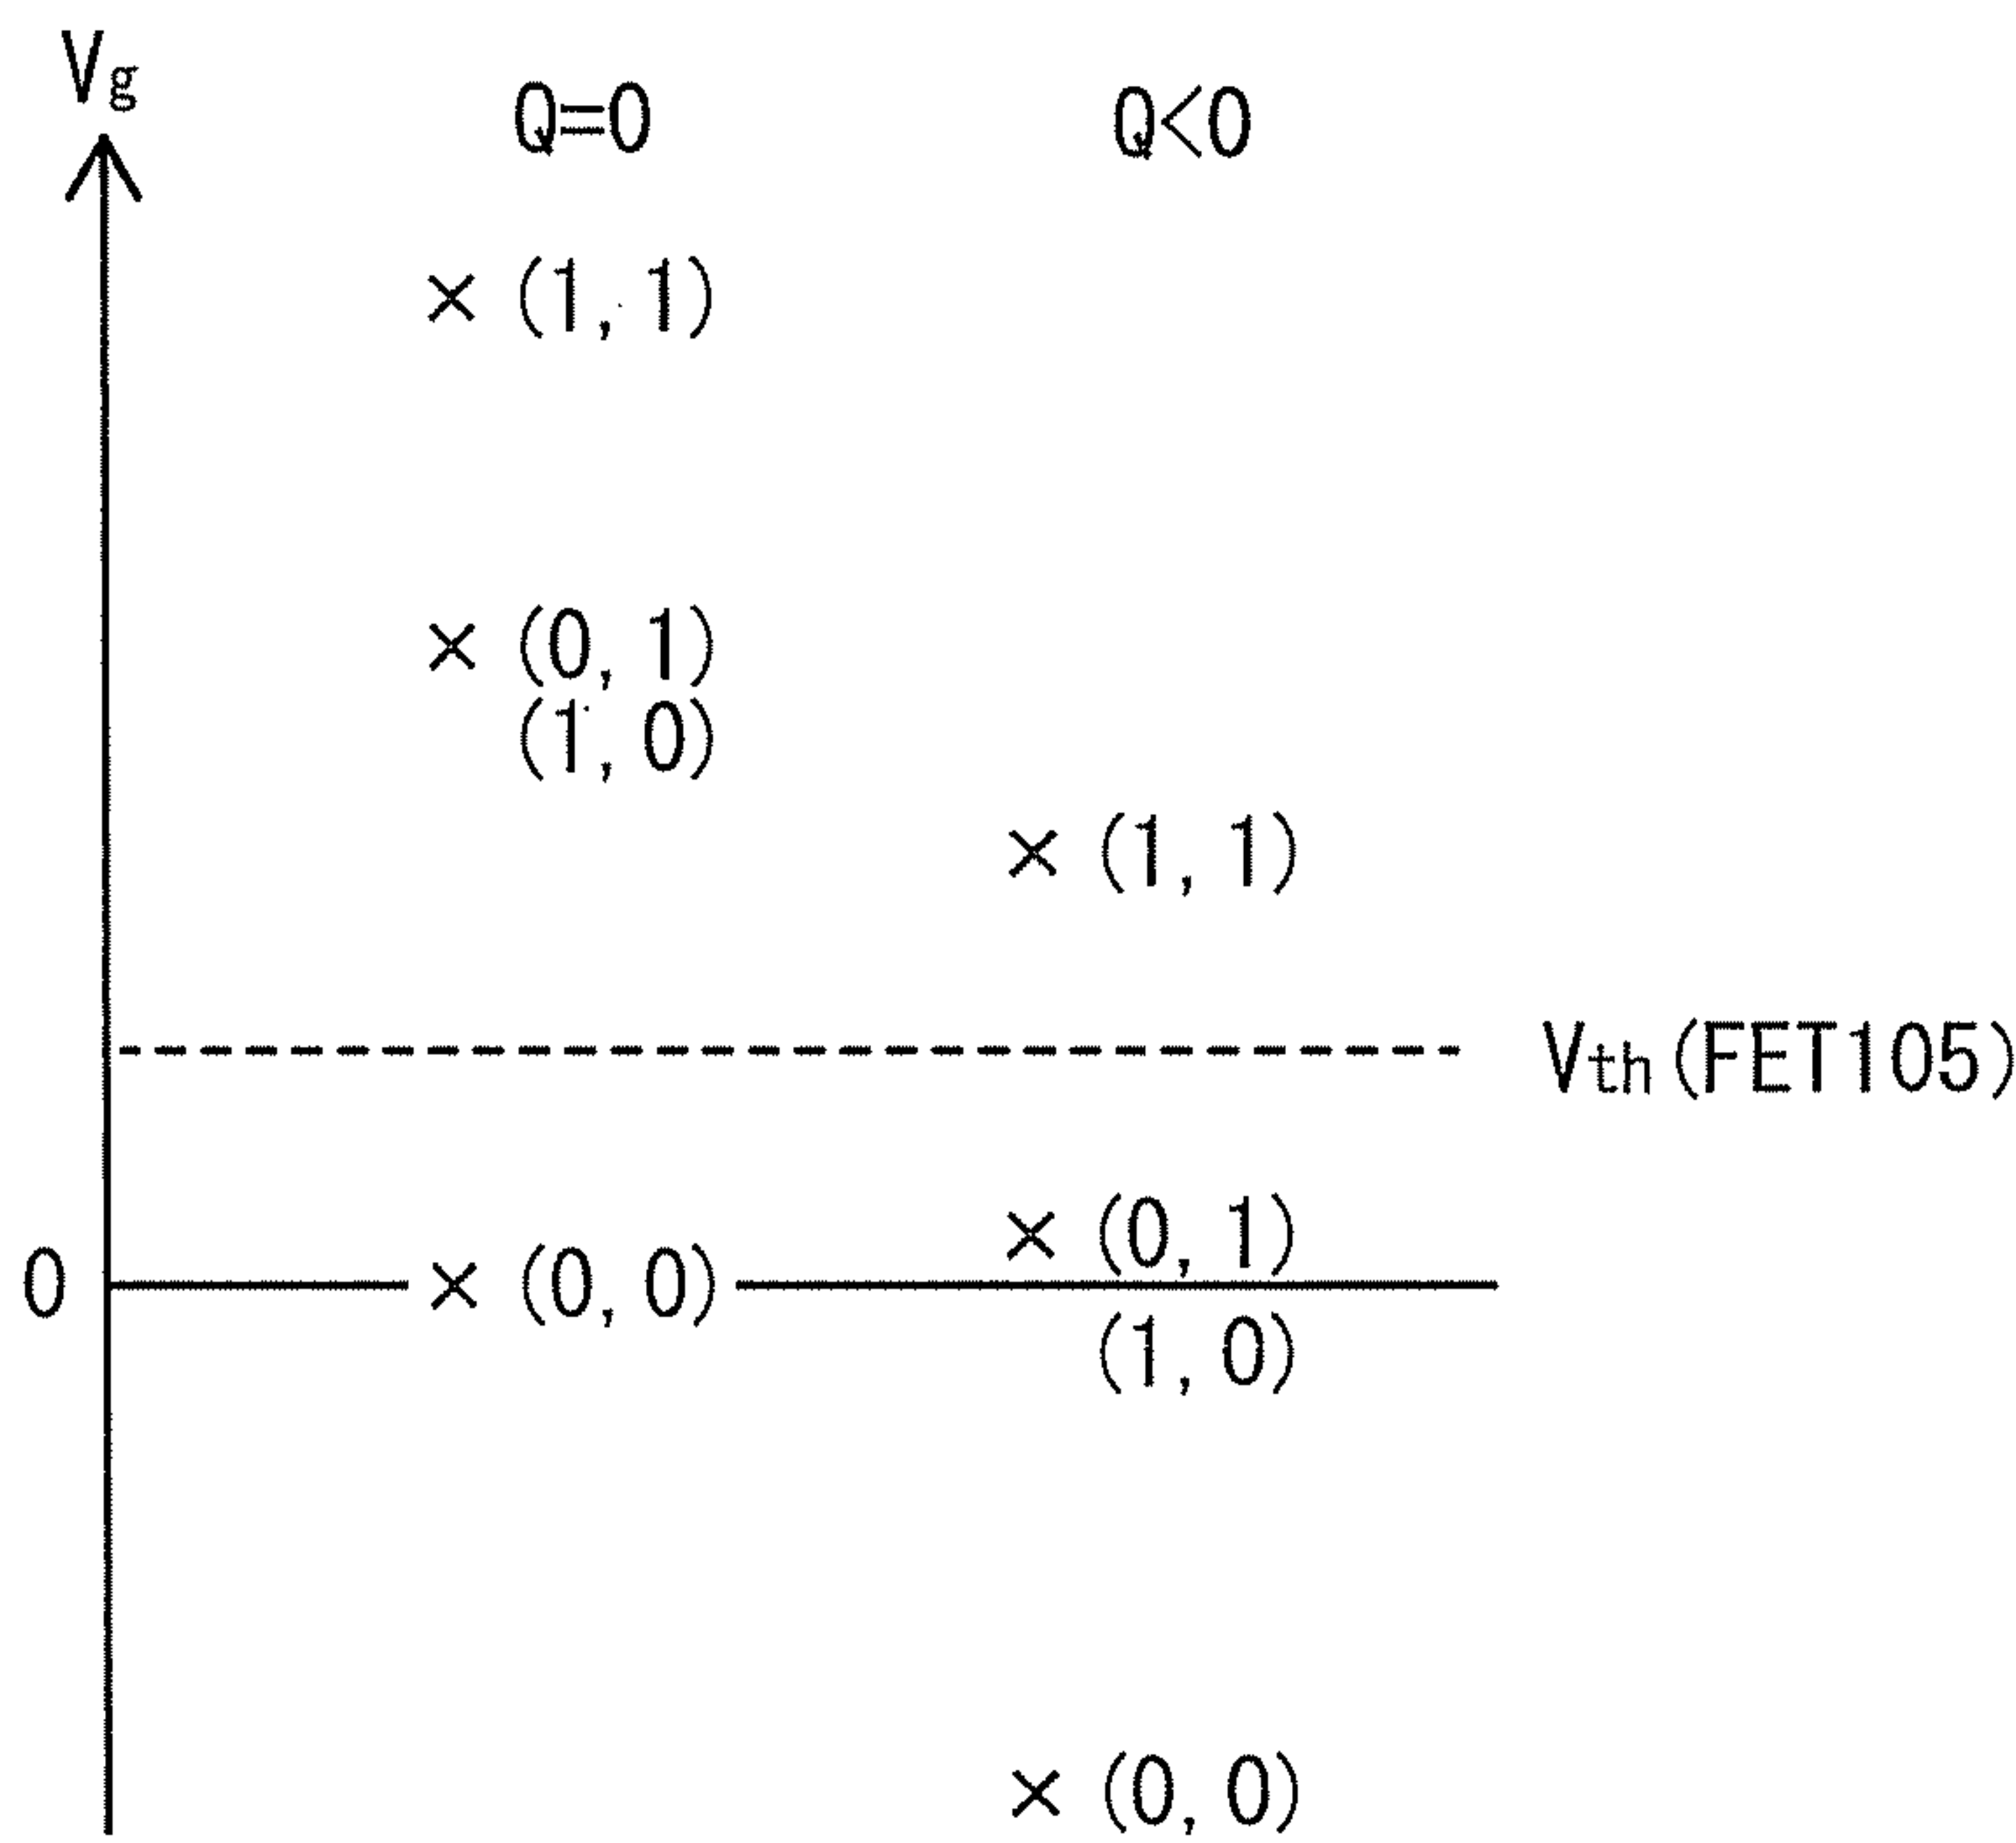 Vg
Q=0 Q<0
(1, 1)
(0, 1)
(1, 0)
(1, 1)
Vth (FET105)
(0, 1)
0 (0, 0)
(1, 0)
(0, 0)